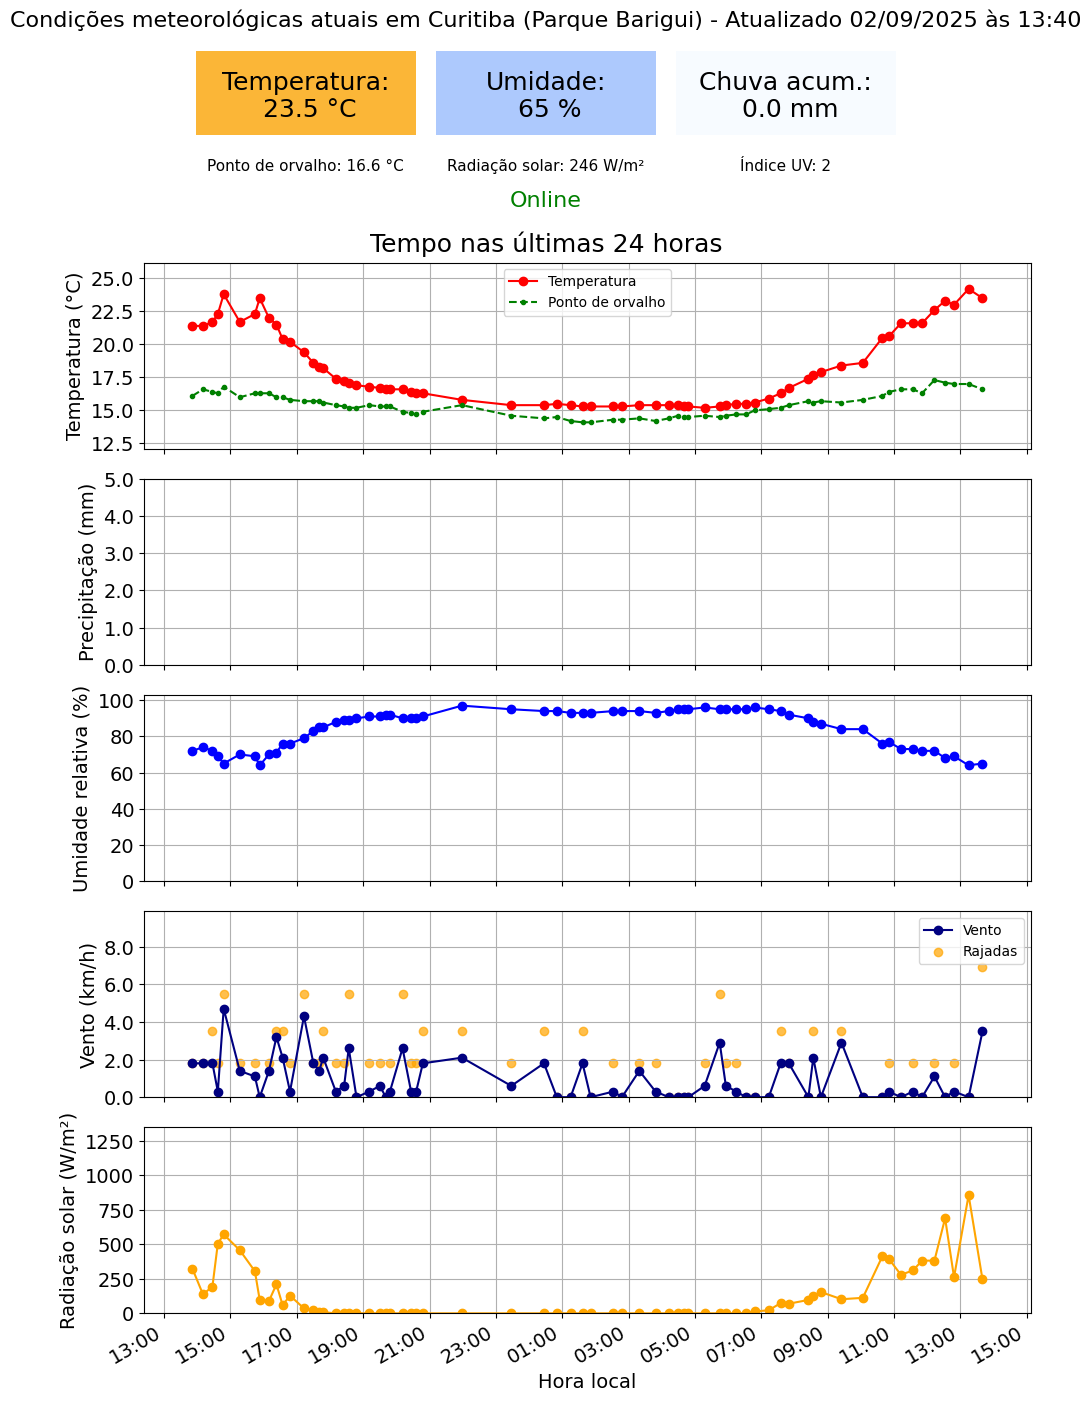 Condições meteorológicas atuais em Curitiba (Parque Barigui) - Atualizado 02/09/2025 às 13:40
Temperatura:
23.5 °C
Umidade:
65 %
Chuva acum.:
0.0 mm
Ponto de orvalho: 16.6 °C
Radiação solar: 246 W/m²
Índice UV: 2
Online
Tempo nas últimas 24 horas
Temperatura (°C)
25.0
22.5
20.0
17.5
15.0
12.5
Temperatura
Ponto de orvalho
Precipitação (mm)
5.0
4.0
3.0
2.0
1.0
0.0
Umidade relativa (%)
100
80
60
40
20
0
Vento (km/h)
8.0
6.0
4.0
2.0
0.0
Vento
Rajadas
Radiação solar (W/m²)
1250
1000
750
500
250
0
13:00
15:00
17:00
19:00
21:00
23:00
01:00
03:00
05:00
07:00
09:00
11:00
13:00
15:00
Hora local